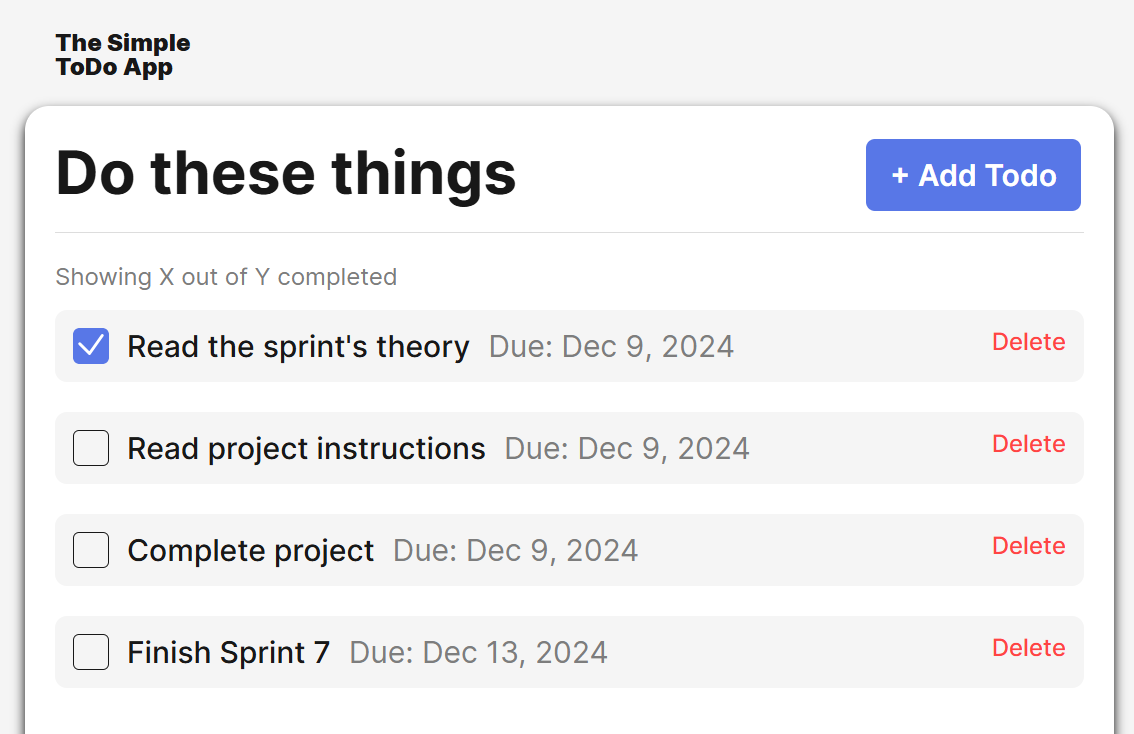 The Simple
ToDo App
Do these things
+ Add Todo
Showing X out of Y completed
Read the sprint's theory Due: Dec 9, 2024 Delete
Read project instructions Due: Dec 9, 2024 Delete
Complete project Due: Dec 9, 2024 Delete
Finish Sprint 7 Due: Dec 13, 2024 Delete